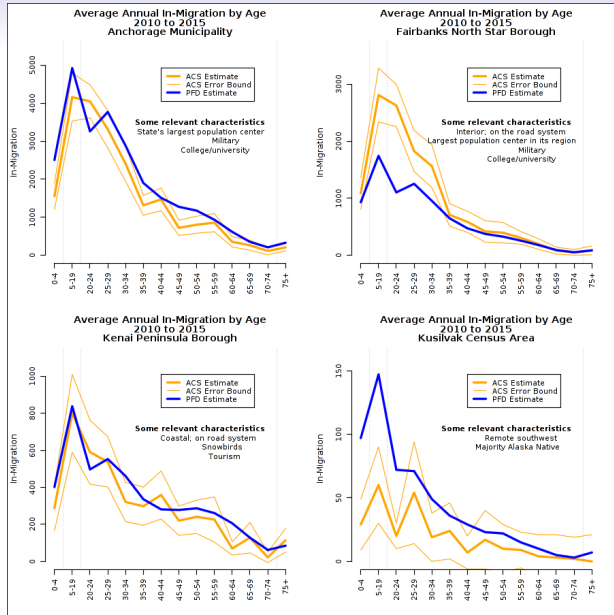 Average Annual In-Migration by Age
2010 to 2015
Anchorage Municipality
In-Migration
5000
4000
3000
2000
1000
0
ACS Estimate
ACS Error Bound
PFD Estimate
Some relevant characteristics
State's largest population center
Military
College/university
0-4
5-19
20-24
25-29
30-34
35-39
40-44
45-49
50-54
55-59
60-64
65-69
70-74
75+
Average Annual In-Migration by Age
2010 to 2015
Fairbanks North Star Borough
In-Migration
3000
2000
1000
0
ACS Estimate
ACS Error Bound
PFD Estimate
Some relevant characteristics
Interior; on the road system
Largest population center in its region
Military
College/university
0-4
5-19
20-24
25-29
30-34
35-39
40-44
45-49
50-54
55-59
60-64
65-69
70-74
75+
Average Annual In-Migration by Age
2010 to 2015
Kenai Peninsula Borough
In-Migration
1000
800
600
400
200
0
ACS Estimate
ACS Error Bound
PFD Estimate
Some relevant characteristics
Coastal; on road system
Snowbirds
Tourism
0-4
5-19
20-24
25-29
30-34
35-39
40-44
45-49
50-54
55-59
60-64
65-69
70-74
75+
Average Annual In-Migration by Age
2010 to 2015
Kusilvak Census Area
In-Migration
150
100
50
0
ACS Estimate
ACS Error Bound
PFD Estimate
Some relevant characteristics
Remote southwest
Majority Alaska Native
0-4
5-19
20-24
25-29
30-34
35-39
40-44
45-49
50-54
55-59
60-64
65-69
70-74
75+